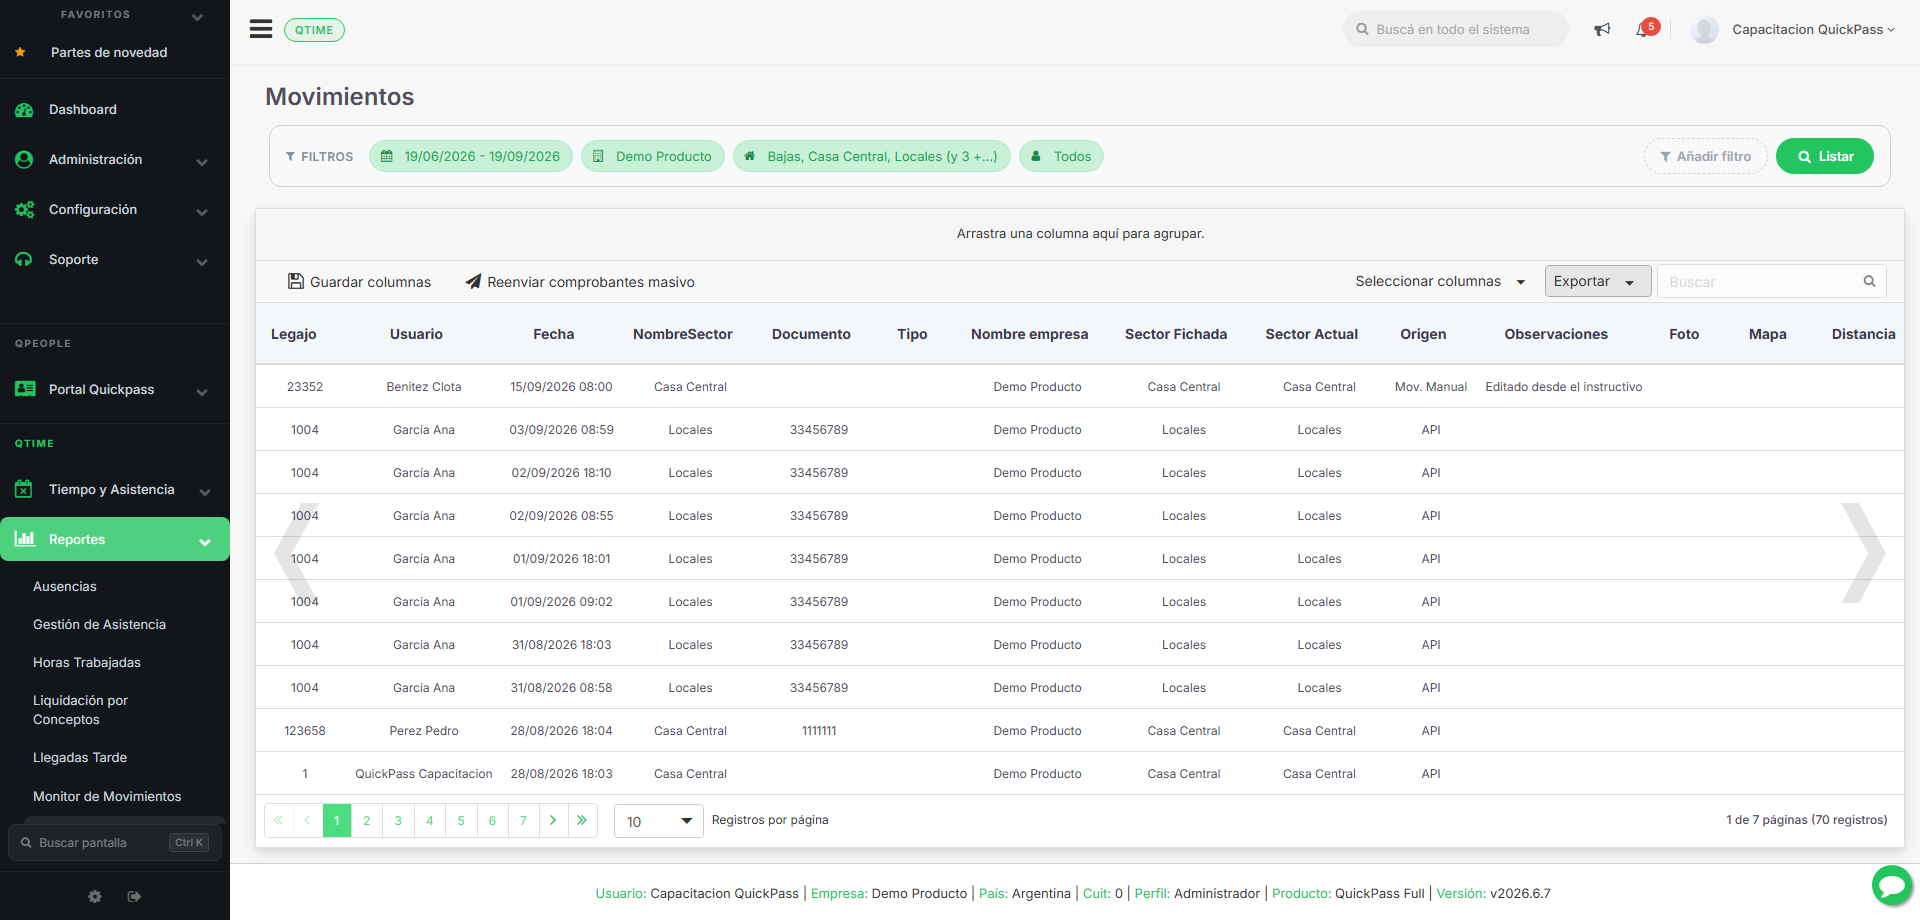 FAVORITOS
Partes de novedad
Dashboard
Administración
Configuración
Soporte
QPEOPLE
Portal Quickpass
QTIME
Tiempo y Asistencia
Reportes
Ausencias
Gestión de Asistencia
Horas Trabajadas
Liquidación por
Conceptos
Llegadas Tarde
Monitor de Movimientos
Buscar pantalla Ctrl K
QTIME
Buscá en todo el sistema
5
Capacitacion QuickPass
Movimientos
FILTROS 19/06/2026 - 19/09/2026 Demo Producto Bajas, Casa Central, Locales (y 3 +...) Todos Añadir filtro Listar
Arrastra una columna aquí para agrupar.
Guardar columnas Reenviar comprobantes masivo Seleccionar columnas Exportar Buscar
Legajo Usuario Fecha NombreSector Documento Tipo Nombre empresa Sector Fichada Sector Actual Origen Observaciones Foto Mapa Distancia
23352 Benitez Clota 15/09/2026 08:00 Casa Central Demo Producto Casa Central Casa Central Mov. Manual Editado desde el instructivo
1004 García Ana 03/09/2026 08:59 Locales 33456789 Demo Producto Locales Locales API
1004 García Ana 02/09/2026 18:10 Locales 33456789 Demo Producto Locales Locales API
1004 García Ana 02/09/2026 08:55 Locales 33456789 Demo Producto Locales Locales API
1004 García Ana 01/09/2026 18:01 Locales 33456789 Demo Producto Locales Locales API
1004 García Ana 01/09/2026 09:02 Locales 33456789 Demo Producto Locales Locales API
1004 García Ana 31/08/2026 18:03 Locales 33456789 Demo Producto Locales Locales API
1004 García Ana 31/08/2026 08:58 Locales 33456789 Demo Producto Locales Locales API
123658 Perez Pedro 28/08/2026 18:04 Casa Central 1111111 Demo Producto Casa Central Casa Central API
1 QuickPass Capacitacion 28/08/2026 18:03 Casa Central Demo Producto Casa Central Casa Central API
« ‹ 1 2 3 4 5 6 7 › » 10 Registros por página 1 de 7 páginas (70 registros)
Usuario: Capacitacion QuickPass | Empresa: Demo Producto | País: Argentina | Cuit: 0 | Perfil: Administrador | Producto: QuickPass Full | Versión: v2026.6.7